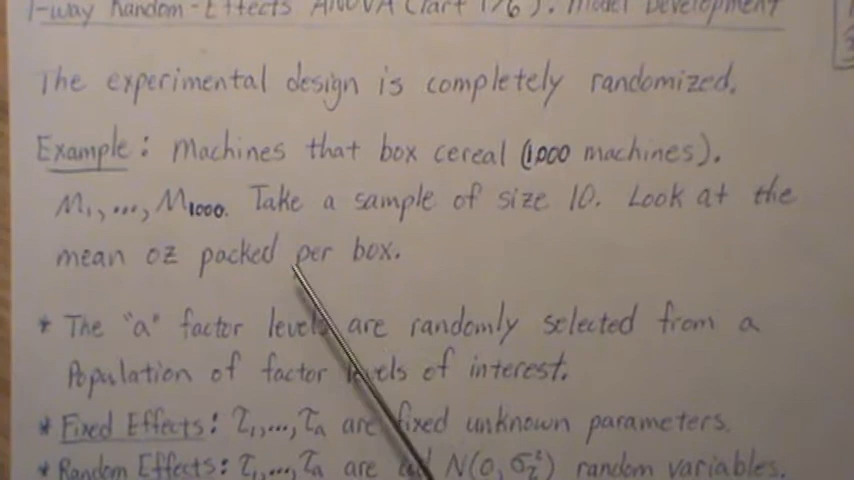 1-way Random-Effects ANOVA (Part 1/6): Model Development
The experimental design is completely randomized.
Example: Machines that box cereal (1000 machines).
M₁,...,M₁₀₀₀. Take a sample of size 10. Look at the
mean oz packed per box.
* The "a" factor levels are randomly selected from a
Population of factor levels of interest.
* Fixed Effects: τ₁,...,τₐ are fixed unknown parameters.
* Random Effects: τ₁,...,τₐ are N(0, σ²_τ) random variables.